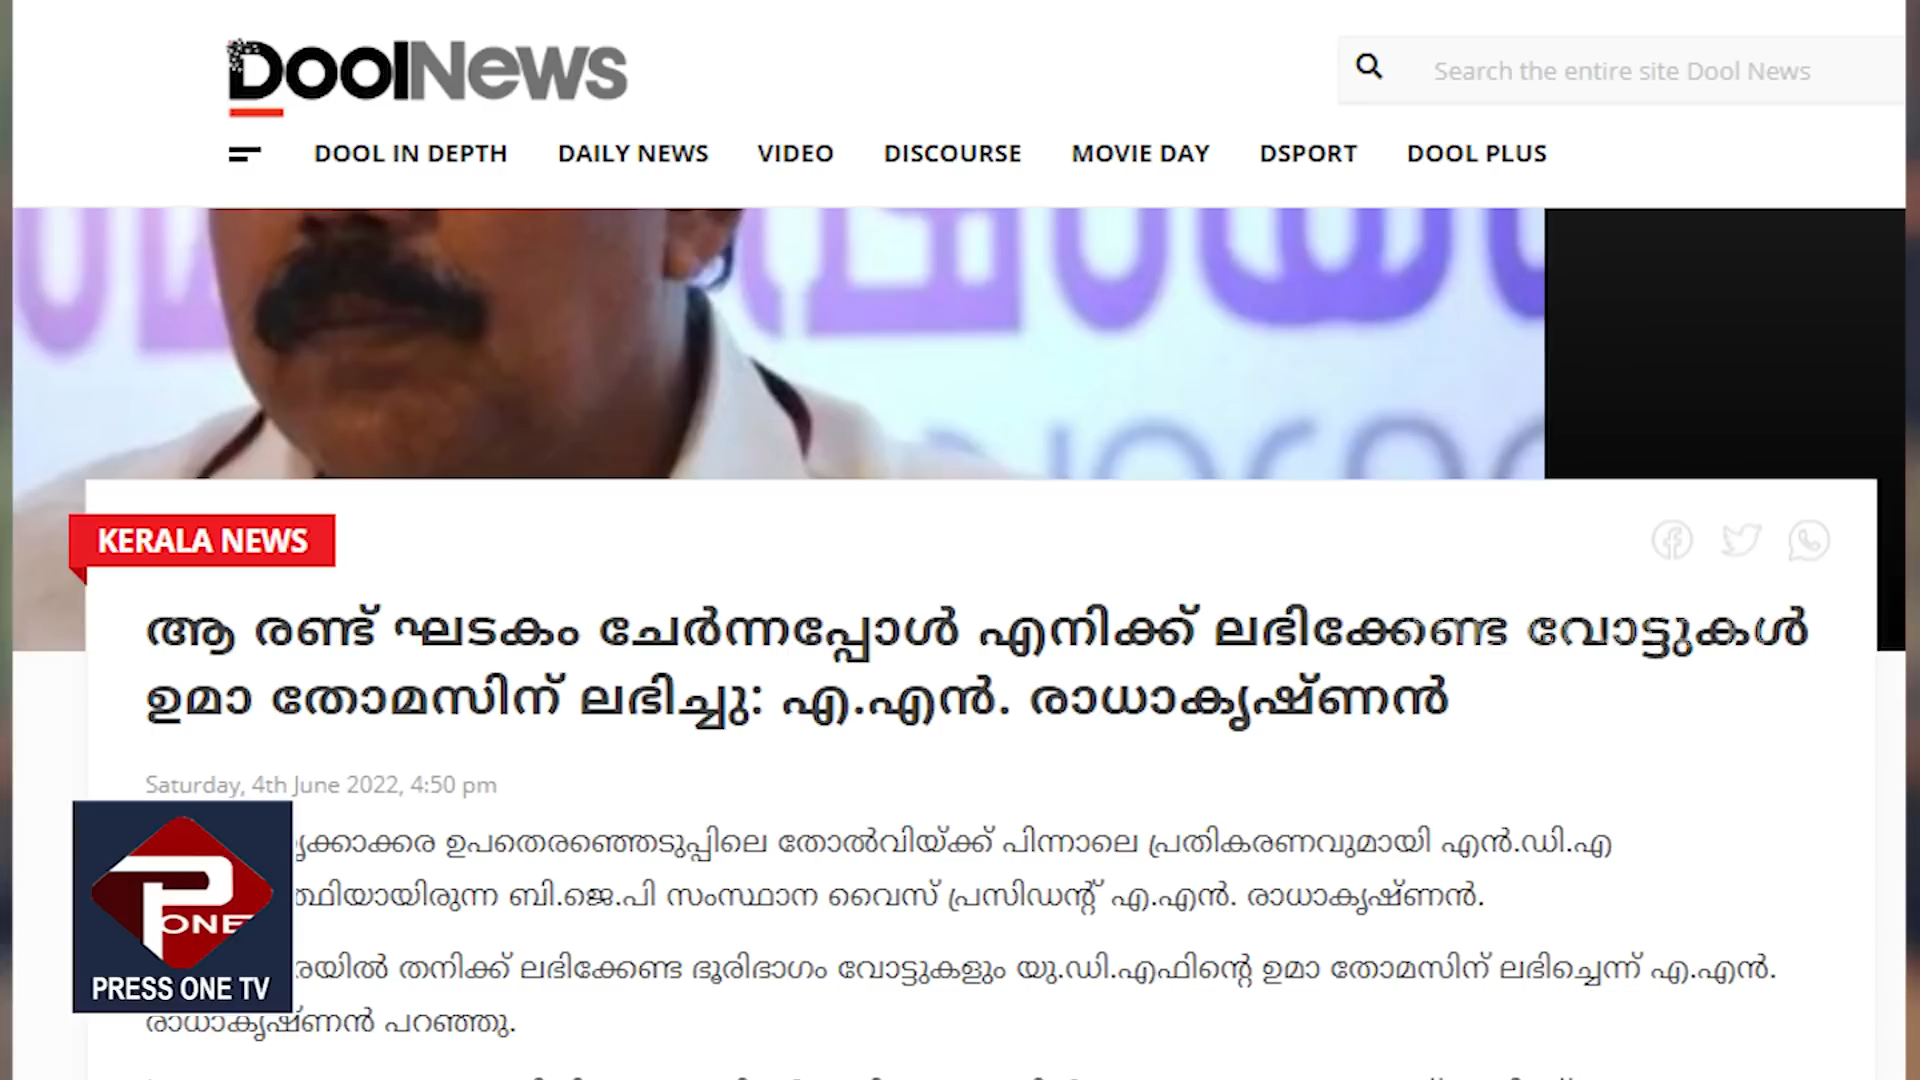 DoolNews
Search the entire site Dool News
DOOL IN DEPTH DAILY NEWS VIDEO DISCOURSE MOVIE DAY DSPORT DOOL PLUS
KERALA NEWS
ആ രണ്ട് ഘടകം ചേര്‍ന്നപ്പോള്‍ എനിക്ക് ലഭിക്കേണ്ട വോട്ടുകള്‍
ഉമാ തോമസിന് ലഭിച്ചു: എ.എന്‍. രാധാകൃഷ്ണന്‍
Saturday, 4th June 2022, 4:50 pm
ഉപതെരഞ്ഞെടുപ്പിലെ തോല്‍വിയ്ക്ക് പിന്നാലെ പ്രതികരണവുമായി എന്‍.ഡി.എ
ബി.ജെ.പി സംസ്ഥാന വൈസ് പ്രസിഡന്റ് എ.എന്‍. രാധാകൃഷ്ണന്‍.
തനിക്ക് ലഭിക്കേണ്ട ഭൂരിഭാഗം വോട്ടുകളും യു.ഡി.എഫിന്റെ ഉമാ തോമസിന് ലഭിച്ചെന്ന് എ.എന്‍.
രാധാകൃഷ്ണന്‍ പറഞ്ഞു.
P ONE
PRESS ONE TV